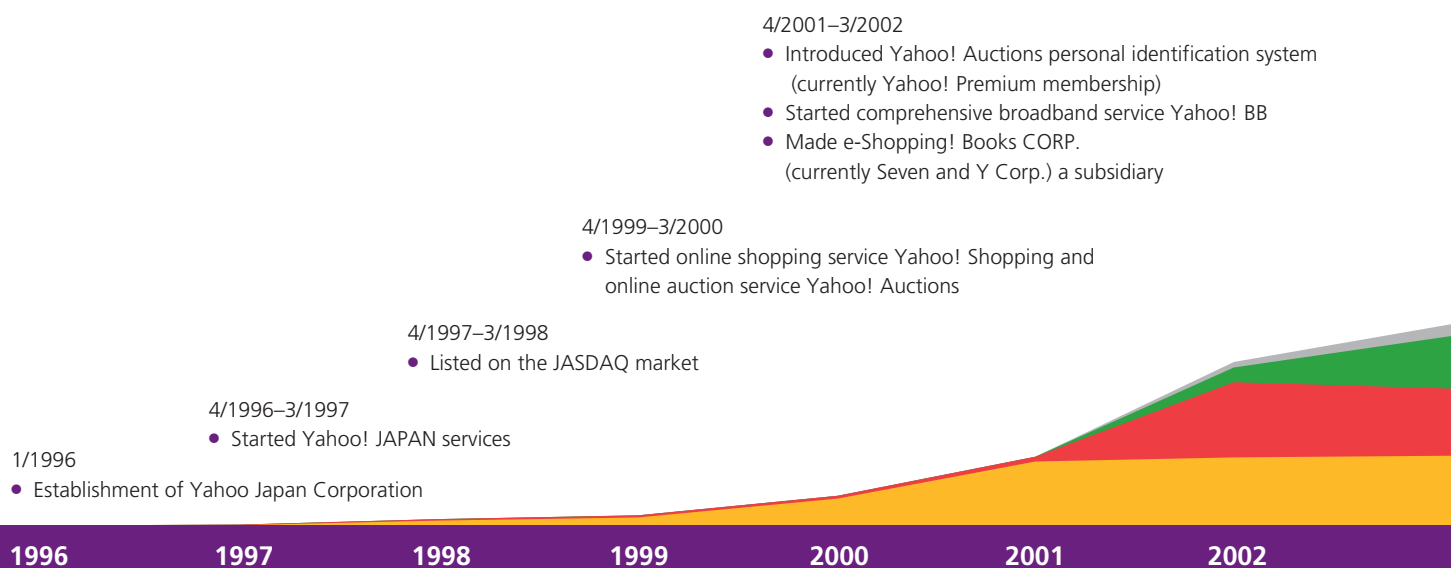 4/2001–3/2002
● Introduced Yahoo! Auctions personal identification system
(currently Yahoo! Premium membership)
● Started comprehensive broadband service Yahoo! BB
● Made e-Shopping! Books CORP.
(currently Seven and Y Corp.) a subsidiary
4/1999–3/2000
● Started online shopping service Yahoo! Shopping and
online auction service Yahoo! Auctions
4/1997–3/1998
● Listed on the JASDAQ market
4/1996–3/1997
● Started Yahoo! JAPAN services
1/1996
● Establishment of Yahoo Japan Corporation
1996 1997 1998 1999 2000 2001 2002